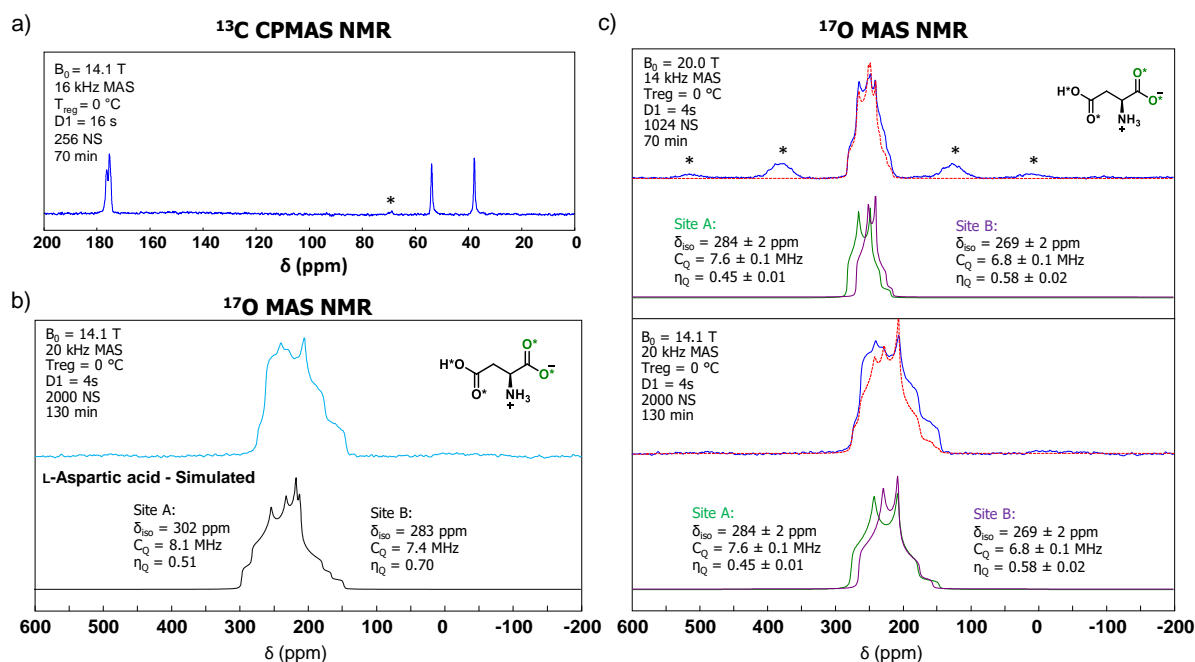 a)
¹³C CPMAS NMR
B₀ = 14.1 T
16 kHz MAS
Tᵣₑg = 0 °C
D1 = 16 s
256 NS
70 min
*
200 180 160 140 120 100 80 60 40 20 0
δ (ppm)
b)
¹⁷O MAS NMR
B₀ = 14.1 T
20 kHz MAS
Treg = 0 °C
D1 = 4s
2000 NS
130 min
O*
H*O
O*
O*
−
NH₃
+
L-Aspartic acid - Simulated
Site A:
δiso = 302 ppm
C_Q = 8.1 MHz
η_Q = 0.51
Site B:
δiso = 283 ppm
C_Q = 7.4 MHz
η_Q = 0.70
600 500 400 300 200 100 0 -100 -200
δ (ppm)
c)
¹⁷O MAS NMR
B₀ = 20.0 T
14 kHz MAS
Treg = 0 °C
D1 = 4s
1024 NS
70 min
O*
H*O
O*
O*
−
NH₃
+
* * * *
Site A:
δiso = 284 ± 2 ppm
C_Q = 7.6 ± 0.1 MHz
η_Q = 0.45 ± 0.01
Site B:
δiso = 269 ± 2 ppm
C_Q = 6.8 ± 0.1 MHz
η_Q = 0.58 ± 0.02
B₀ = 14.1 T
20 kHz MAS
Treg = 0 °C
D1 = 4s
2000 NS
130 min
Site A:
δiso = 284 ± 2 ppm
C_Q = 7.6 ± 0.1 MHz
η_Q = 0.45 ± 0.01
Site B:
δiso = 269 ± 2 ppm
C_Q = 6.8 ± 0.1 MHz
η_Q = 0.58 ± 0.02
600 500 400 300 200 100 0 -100 -200
δ (ppm)